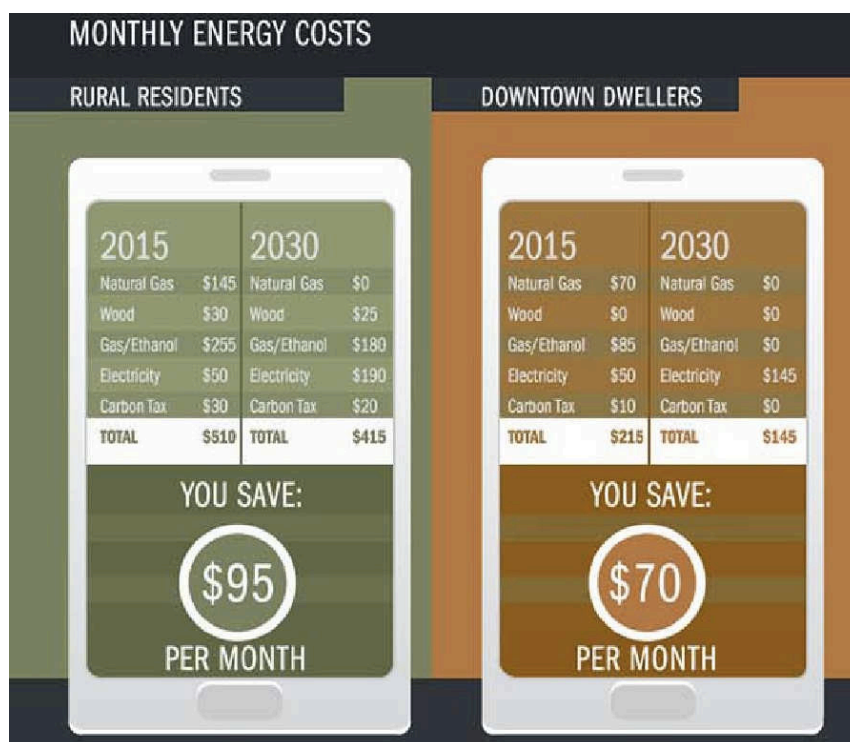 MONTHLY ENERGY COSTS
RURAL RESIDENTS
2015 2030
Natural Gas $145 Natural Gas $0
Wood $30 Wood $25
Gas/Ethanol $255 Gas/Ethanol $180
Electricity $50 Electricity $190
Carbon Tax $30 Carbon Tax $20
TOTAL $510 TOTAL $415
YOU SAVE:
$95
PER MONTH
DOWNTOWN DWELLERS
2015 2030
Natural Gas $70 Natural Gas $0
Wood $0 Wood $0
Gas/Ethanol $85 Gas/Ethanol $0
Electricity $50 Electricity $145
Carbon Tax $10 Carbon Tax $0
TOTAL $215 TOTAL $145
YOU SAVE:
$70
PER MONTH